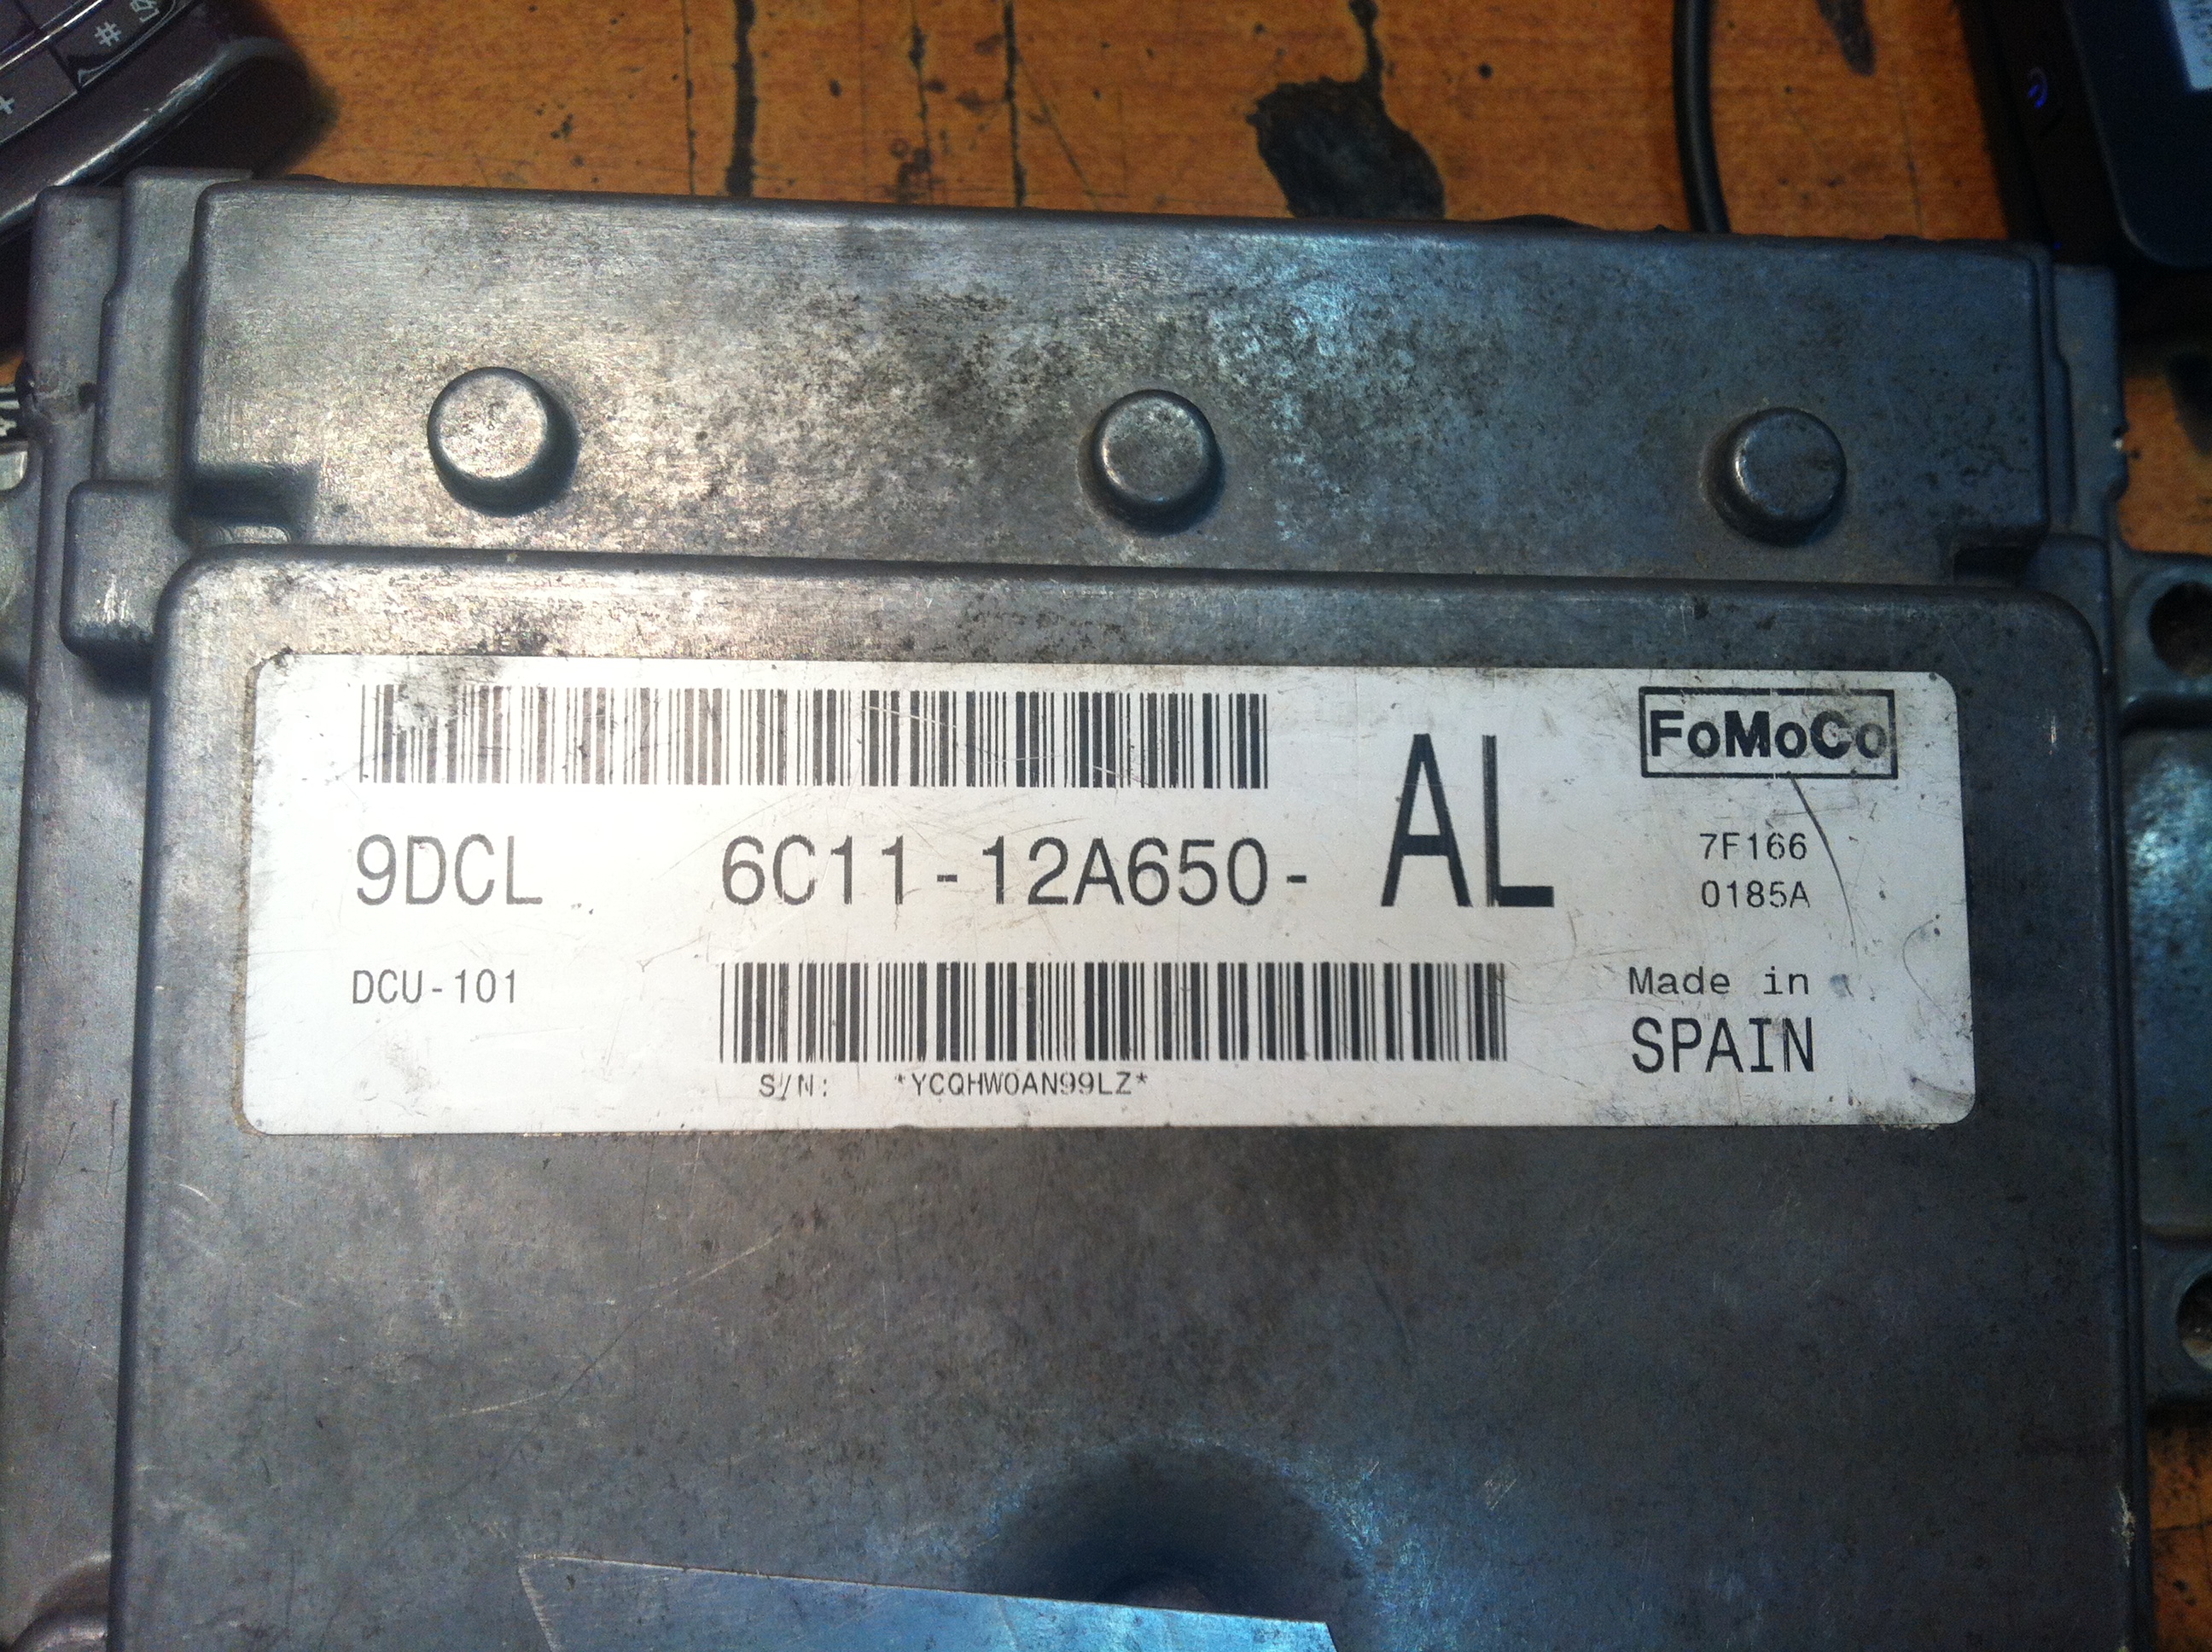 FoMoCo
9DCL 6C11-12A650- AL
7F166
0185A
DCU-101
Made in
SPAIN
S/N: *YCQHW0AN99LZ*
#
+